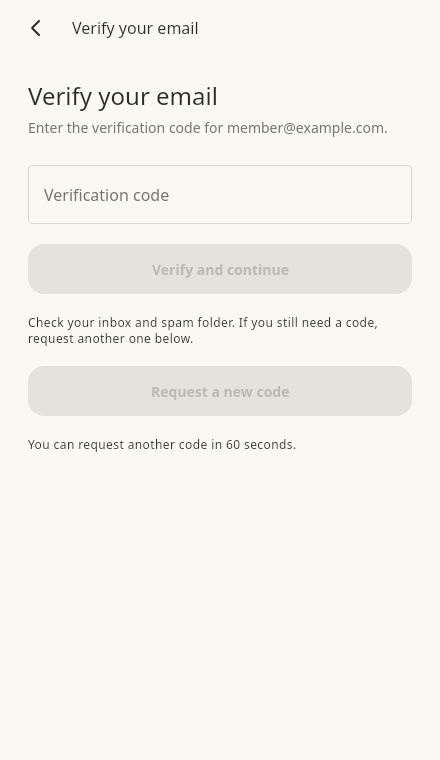 Verify your email
Verify your email
Enter the verification code for member@example.com.
Verification code
Verify and continue
Check your inbox and spam folder. If you still need a code,
request another one below.
Request a new code
You can request another code in 60 seconds.